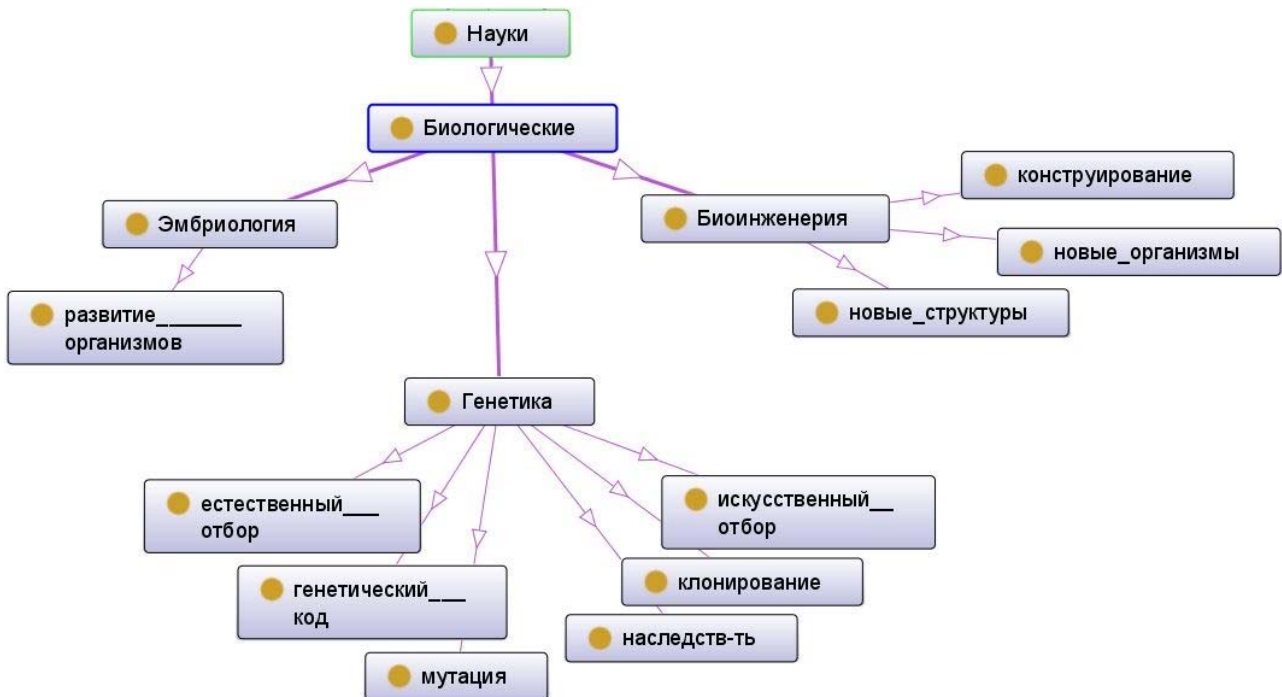 Науки
Биологические
конструирование
Эмбриология
Биоинженерия
новые_организмы
развитие_______
организмов
новые_структуры
Генетика
естественный___
отбор
искусственный__
отбор
генетический___
код
клонирование
наследств-ть
мутация